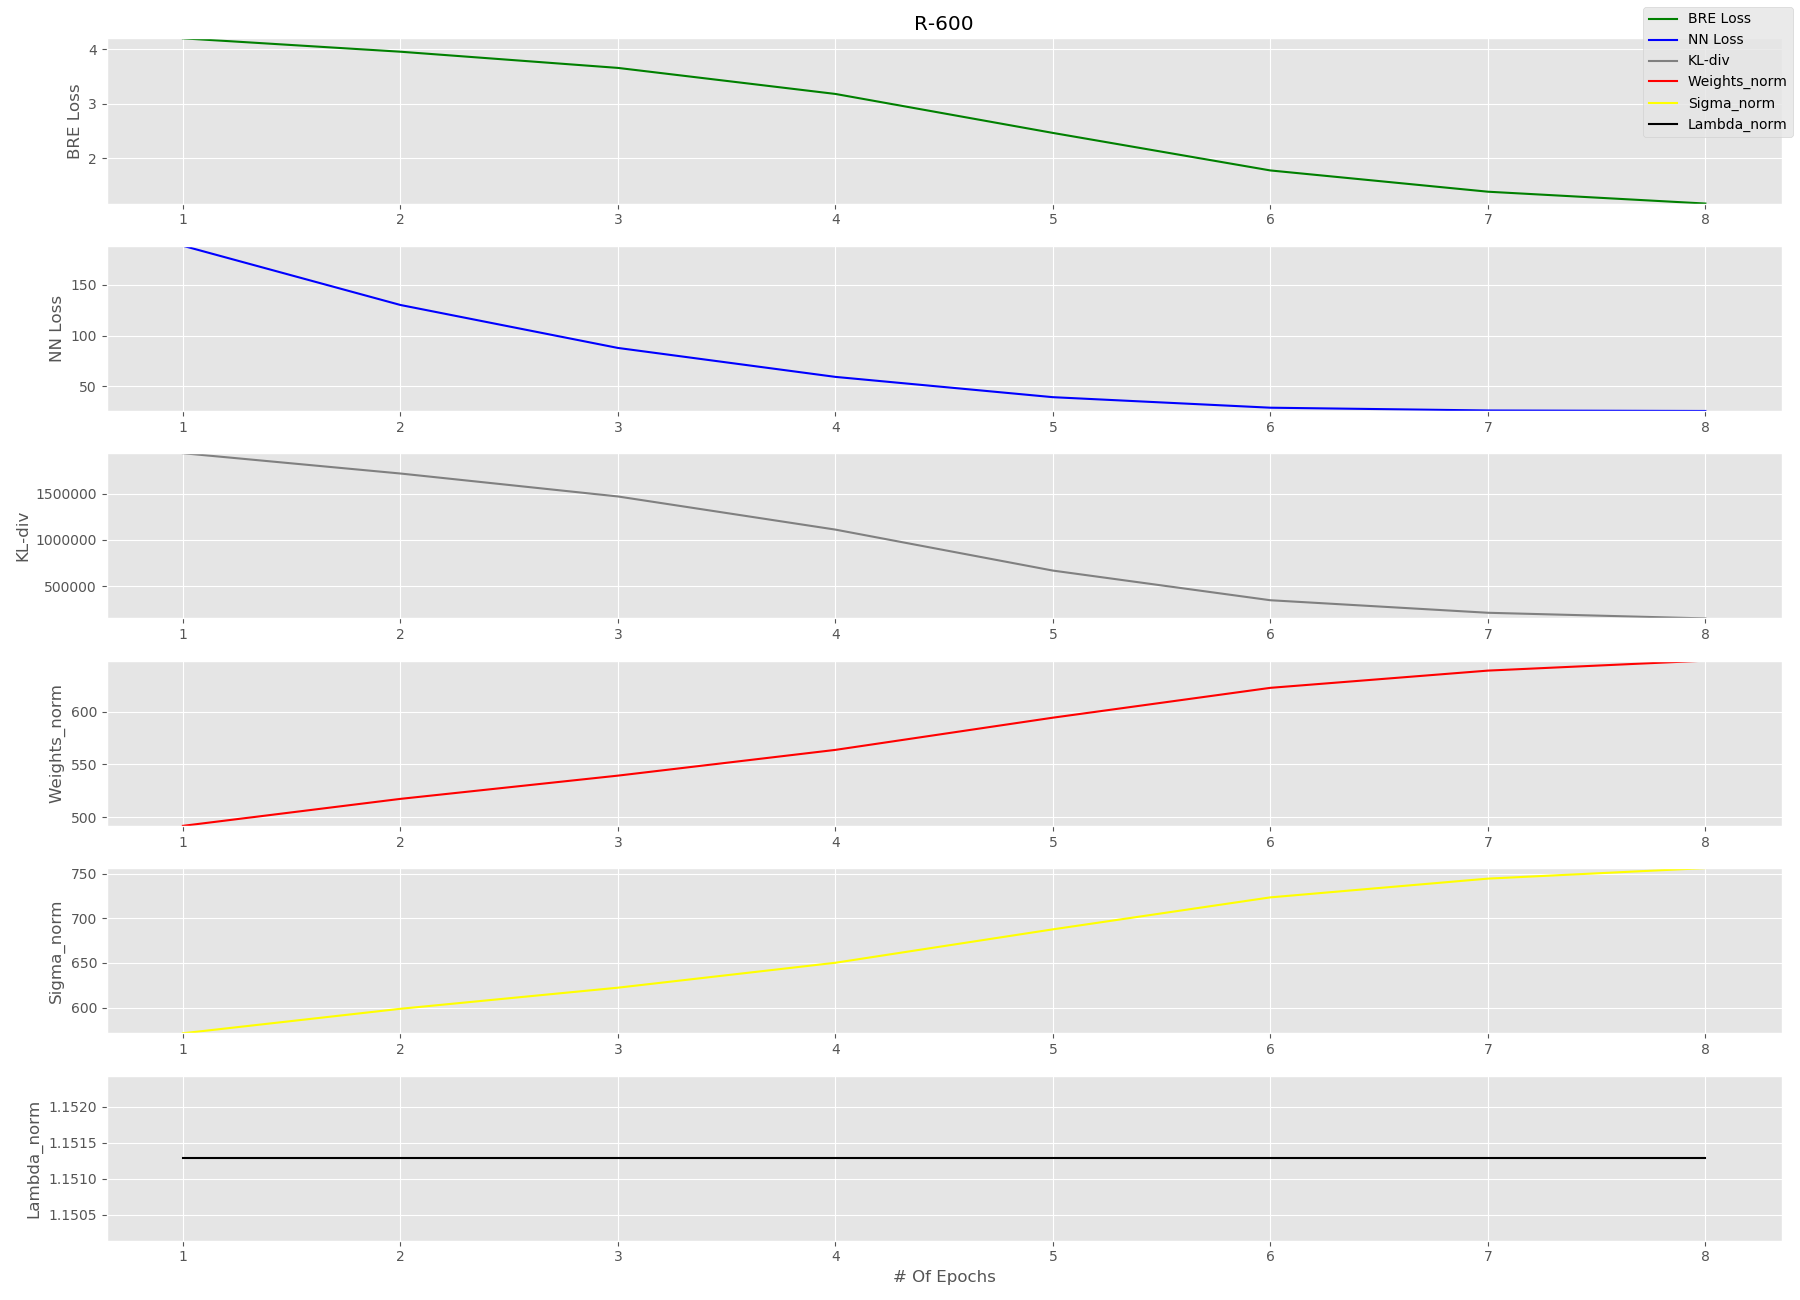 R-600
BRE Loss
NN Loss
KL-div
Weights_norm
Sigma_norm
Lambda_norm
BRE Loss
4
3
2
1 2 3 4 5 6 7 8
NN Loss
150
100
50
1 2 3 4 5 6 7 8
KL-div
1500000
1000000
500000
1 2 3 4 5 6 7 8
Weights_norm
600
550
500
1 2 3 4 5 6 7 8
Sigma_norm
750
700
650
600
1 2 3 4 5 6 7 8
Lambda_norm
1.1520
1.1515
1.1510
1.1505
1 2 3 4 5 6 7 8
# Of Epochs